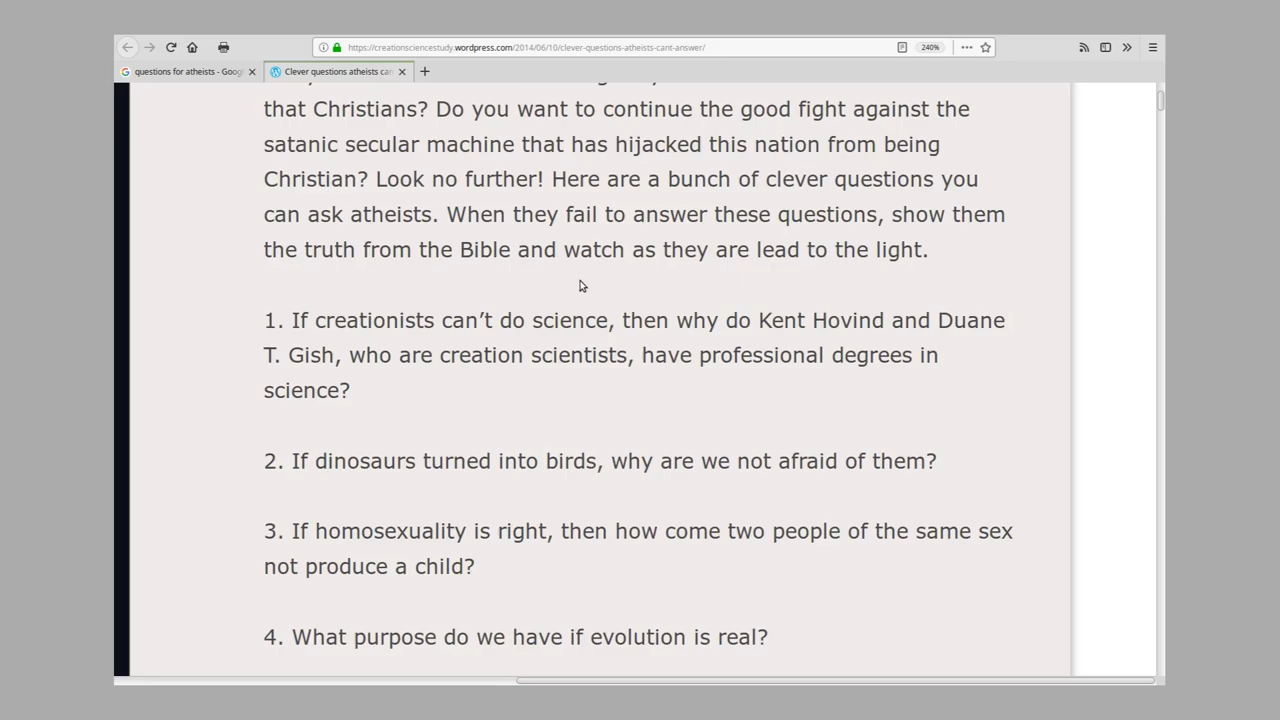 https://creationsciencestudy.wordpress.com/2014/06/10/clever-questions-atheists-cant-answer/
240%
questions for atheists - Goog
Clever questions atheists can
that Christians? Do you want to continue the good fight against the
satanic secular machine that has hijacked this nation from being
Christian? Look no further! Here are a bunch of clever questions you
can ask atheists. When they fail to answer these questions, show them
the truth from the Bible and watch as they are lead to the light.
1. If creationists can’t do science, then why do Kent Hovind and Duane
T. Gish, who are creation scientists, have professional degrees in
science?
2. If dinosaurs turned into birds, why are we not afraid of them?
3. If homosexuality is right, then how come two people of the same sex
not produce a child?
4. What purpose do we have if evolution is real?